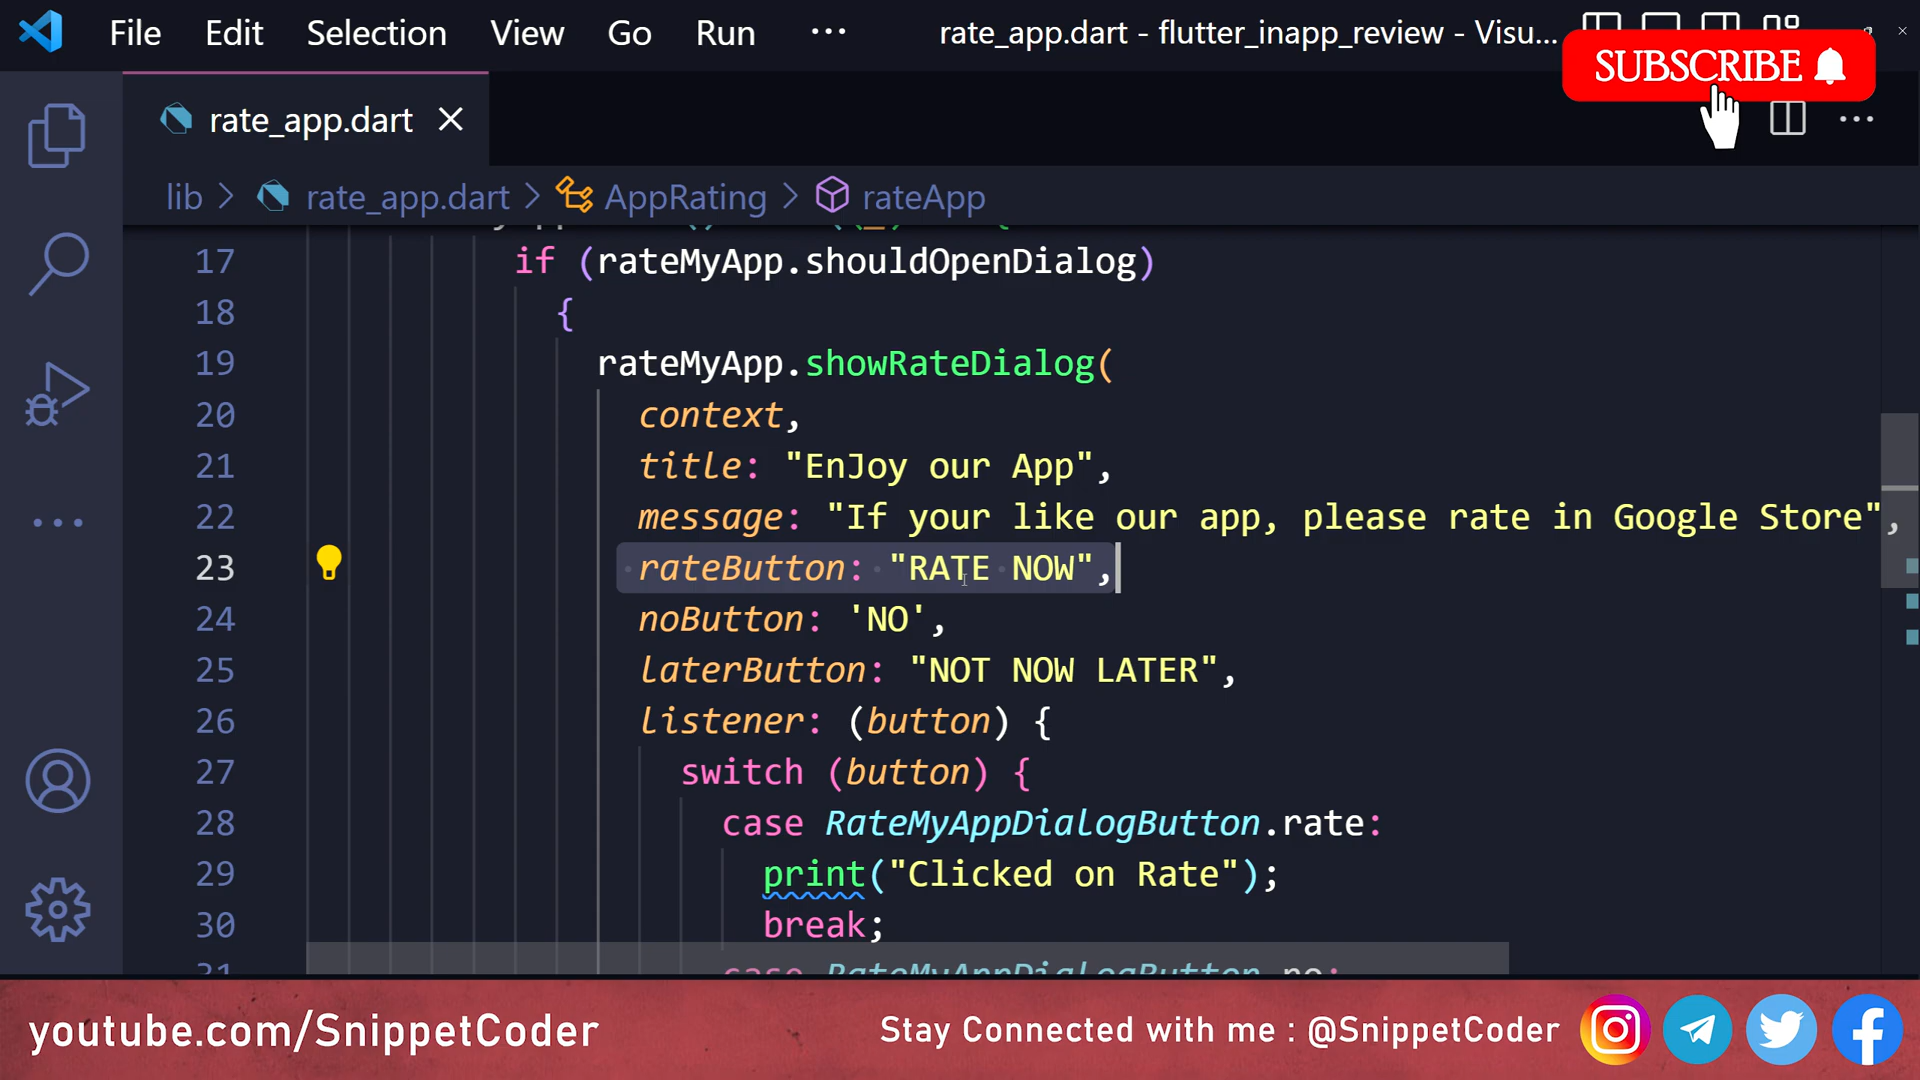 File Edit Selection View Go Run ··· rate_app.dart - flutter_inapp_review - Visu...
SUBSCRIBE
rate_app.dart
lib > rate_app.dart > AppRating > rateApp
17 if (rateMyApp.shouldOpenDialog)
18 {
19 rateMyApp.showRateDialog(
20 context,
21 title: "EnJoy our App",
22 message: "If your like our app, please rate in Google Store",
23 rateButton: "RATE NOW",
24 noButton: 'NO',
25 laterButton: "NOT NOW LATER",
26 listener: (button) {
27 switch (button) {
28 case RateMyAppDialogButton.rate:
29 print("Clicked on Rate");
30 break;
31 case RateMyAppDialogButton.no:
youtube.com/SnippetCoder Stay Connected with me : @SnippetCoder